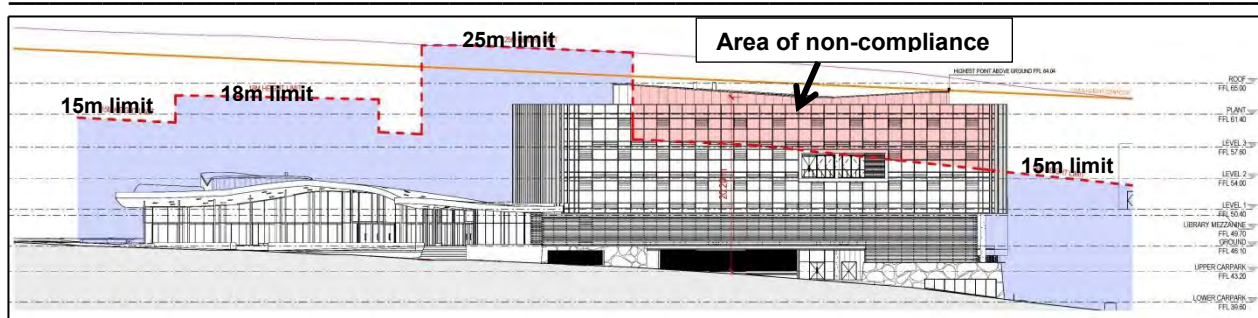 25m limit
Area of non-compliance
HIGHEST POINT ABOVE GROUND FFL 64.04
ROOF
FFL 65.00
15m limit
18m limit
PLANT
FFL 61.40
LEVEL 3
FFL 57.60
15m limit
LEVEL 2
FFL 54.00
20.20m
LEVEL 1
FFL 50.40
LIBRARY MEZZANINE
FFL 49.70
GROUND
FFL 46.10
UPPER CARPARK
FFL 43.20
LOWER CARPARK
FFL 39.60